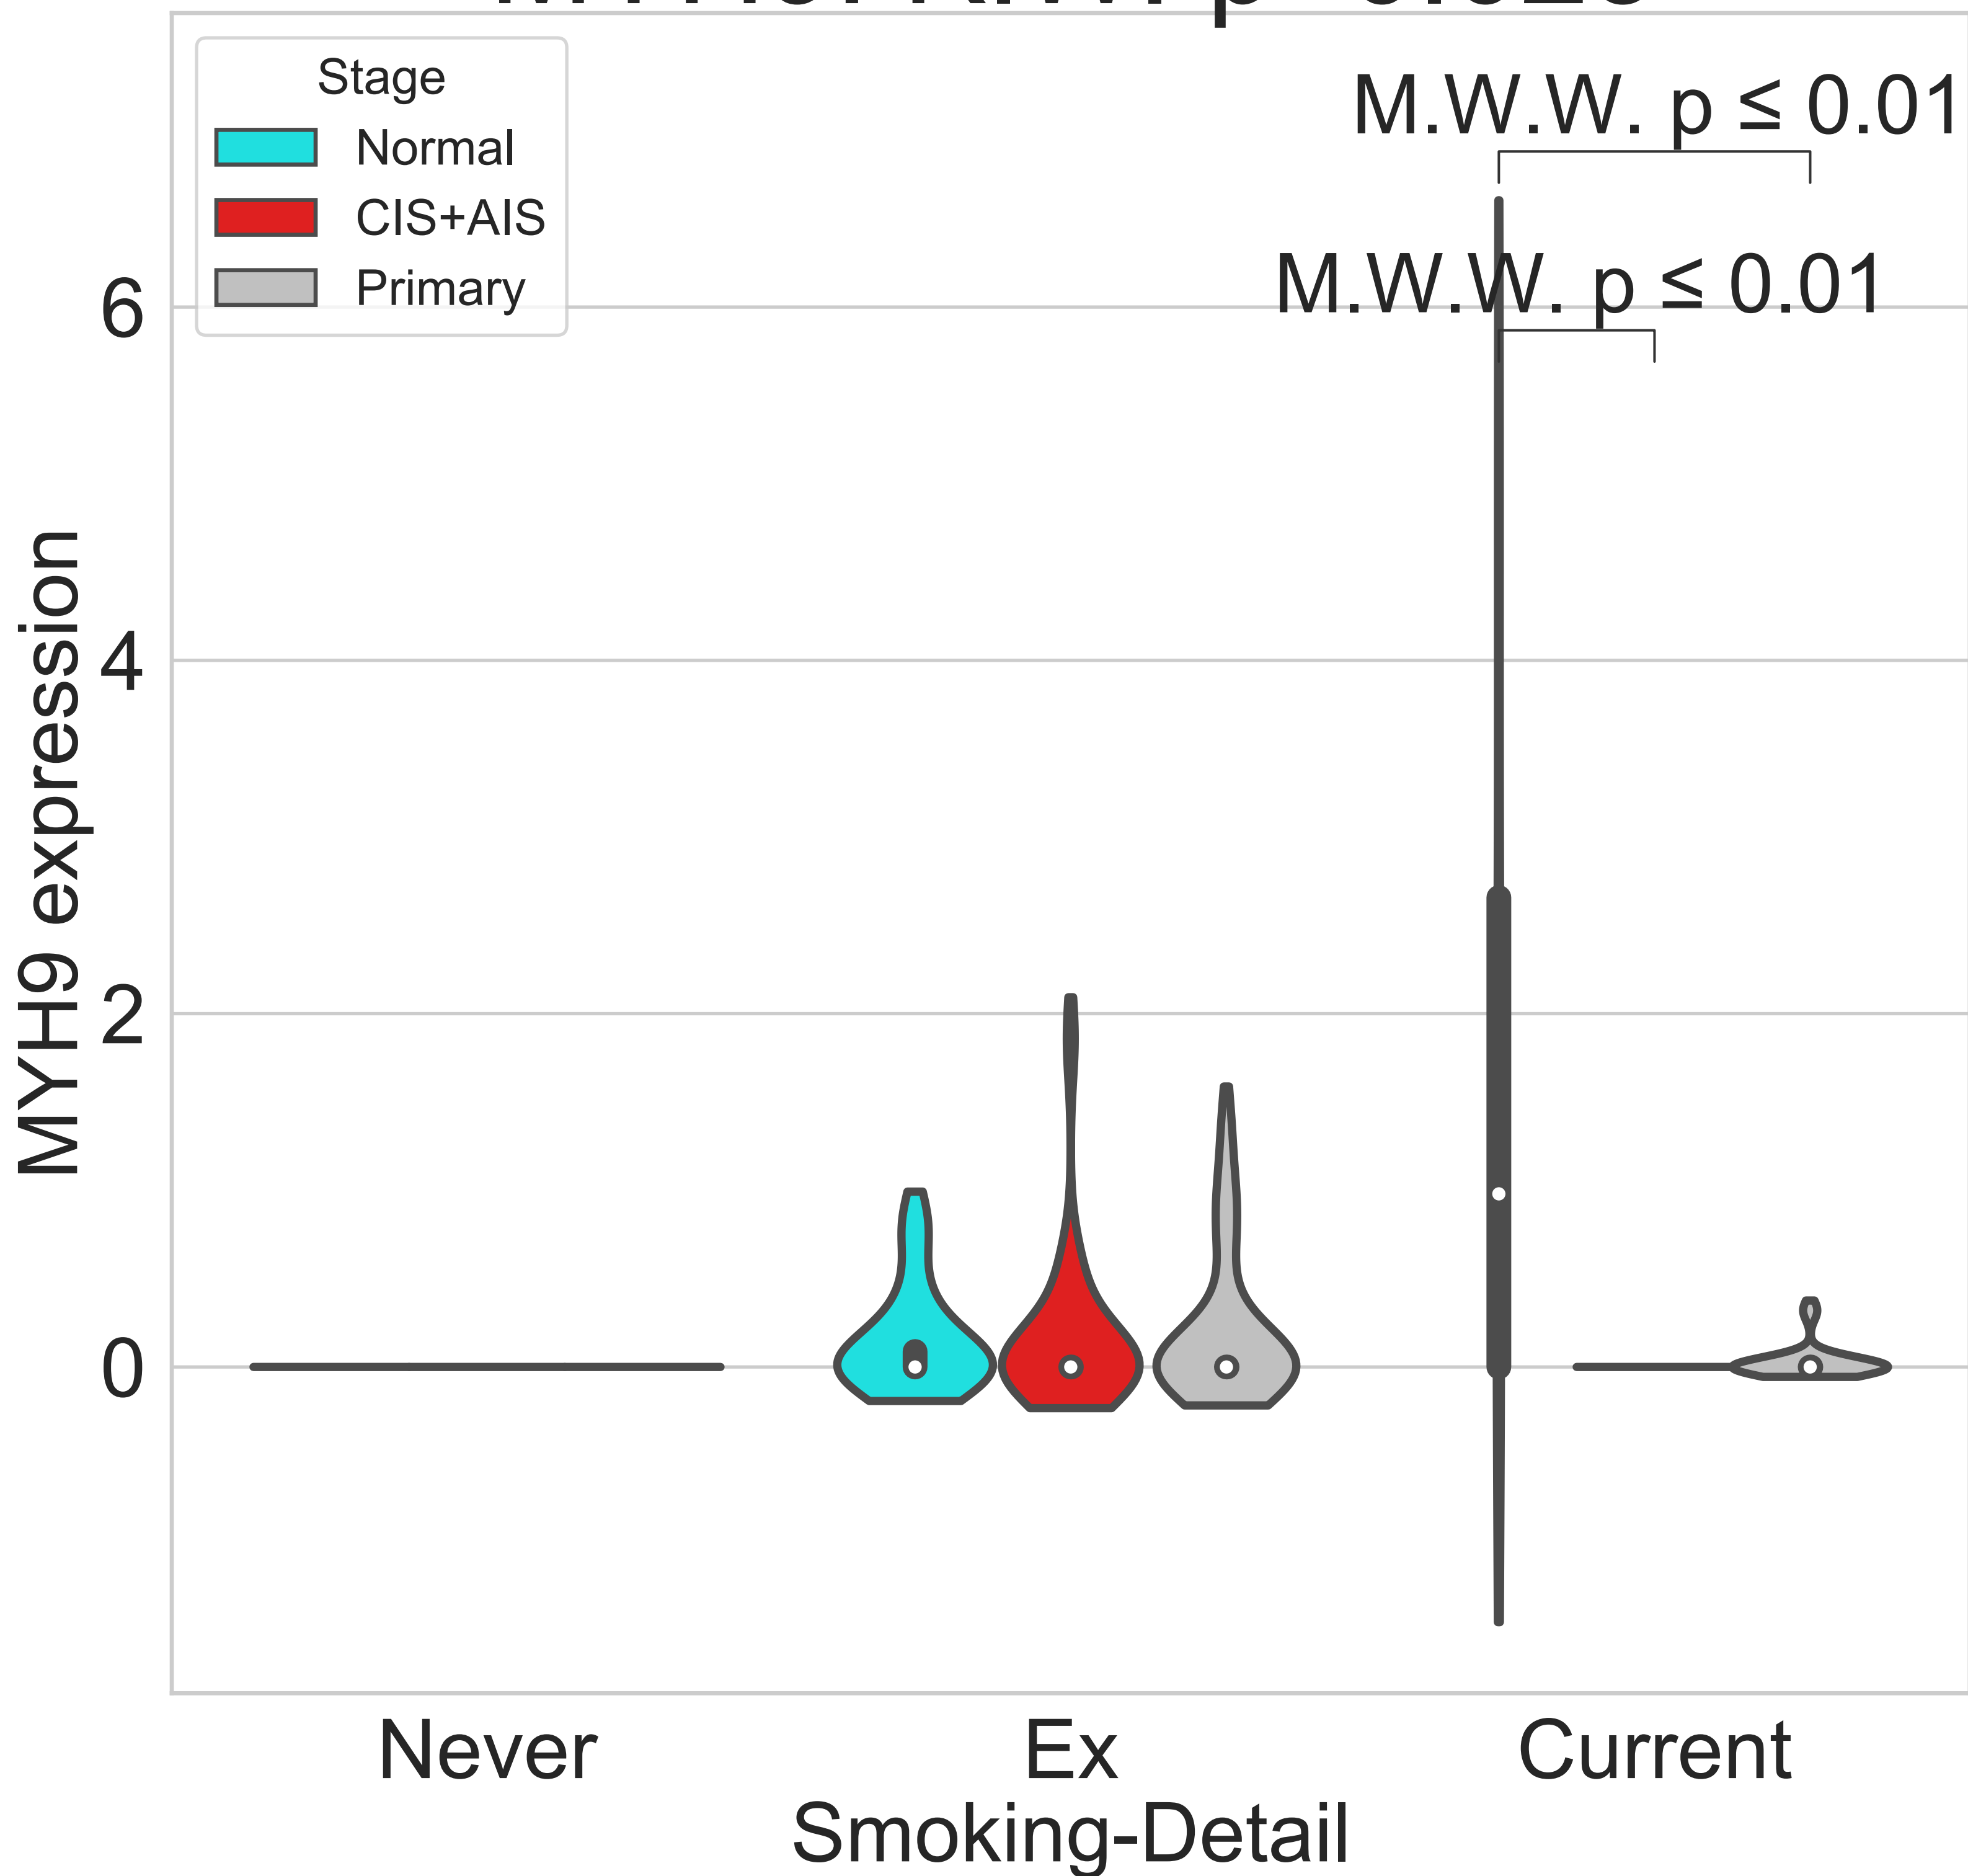 Stage
Normal
CIS+AIS
Primary
M.W.W. p ≤ 0.01
M.W.W. p ≤ 0.01
6
4
2
0
MYH9 expression
Never
Ex
Current
Smoking-Detail